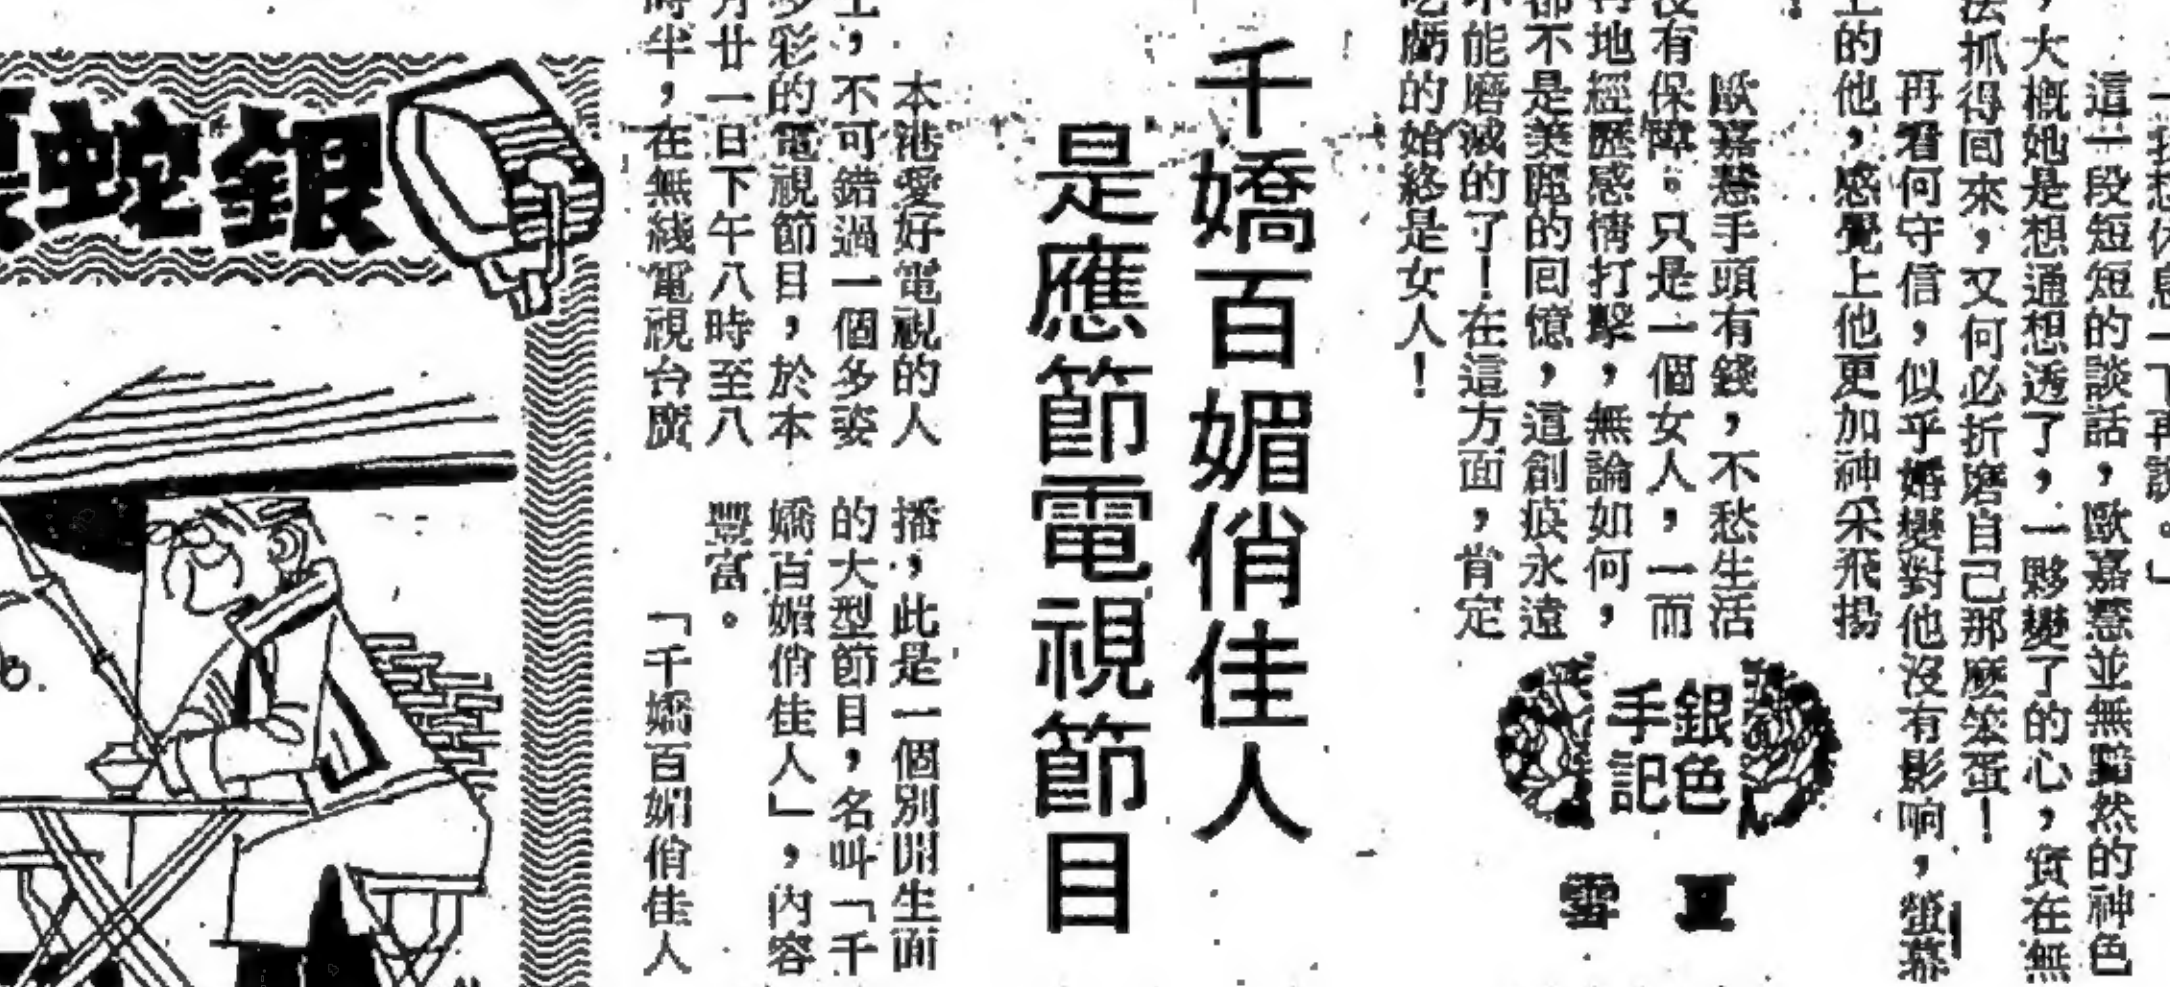 一我想休息一下再說。」
這一段短短的談話，歐嘉慧並無黯然的神色
，大概她是想通想透了，一夥變了的心，實在無
法抓得回來，又何必折磨自己那麼笨蛋！
再看何守信，似乎婚變對他沒有影响，螢幕
上的他，感覺上他更加神采飛揚
！
歐嘉慧手頭有錢，不愁生活
沒有保障。只是一個女人，一而
再地經歷感情打擊，無論如何，
都不是美麗的回憶，這創痕永遠
不能磨滅的了！在這方面，肯定
吃虧的始終是女人！
銀色
手記
夏
雪
千嬌百媚俏佳人
是應節電視節目
本港愛好電視的人
士，不可錯過一個多姿
多彩的電視節目，於本
月廿一日下午八時至八
時半，在無綫電視台廣
播，此是一個別開生面
的大型節目，名叫「千
嬌百媚俏佳人」，內容
豐富。
「千嬌百媚俏佳人
銀蛇